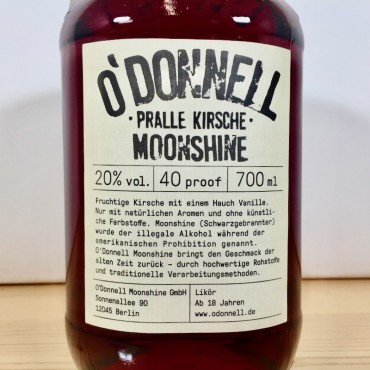 O'DONNELL
· PRALLE KIRSCHE ·
MOONSHINE
20% vol. 40 proof 700 ml
Fruchtige Kirsche mit einem Hauch Vanille.
Nur mit natürlichen Aromen und ohne künstli-
che Farbstoffe. Moonshine (Schwarzgebrannter)
wurde der illegale Alkohol während der
amerikanischen Prohibition genannt.
O'Donnell Moonshine bringt den Geschmack der
alten Zeit zurück – durch hochwertige Rohstoffe
und traditionelle Verarbeitungsmethoden.
O'Donnell Moonshine GmbH Likör
Sonnenallee 90 Ab 18 Jahren
12045 Berlin www.odonnell.de